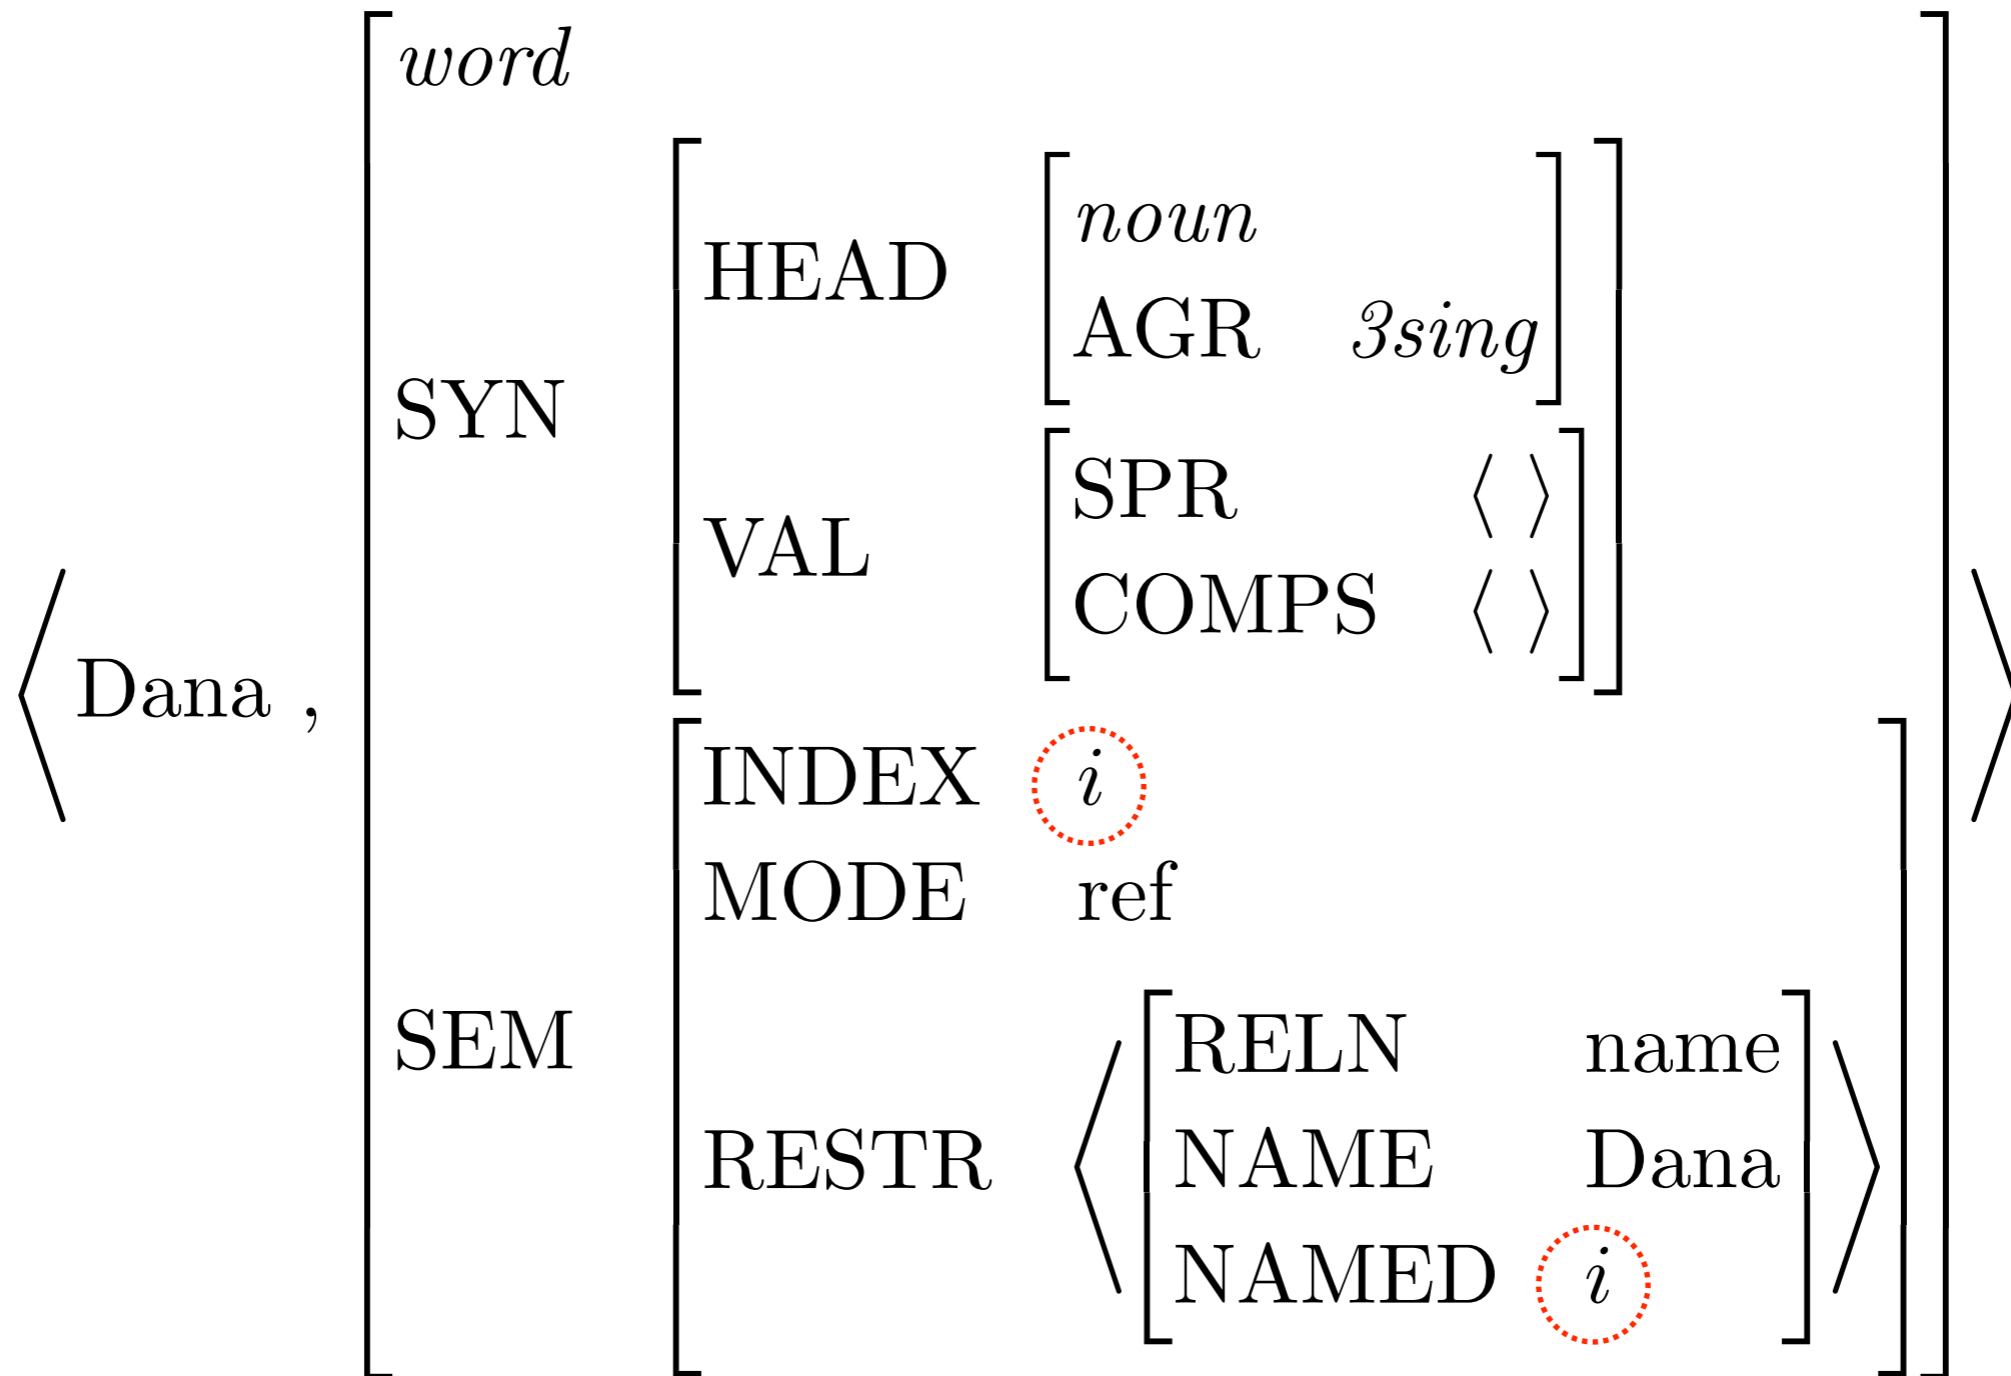 word
noun
HEAD
AGR 3sing
SYN
SPR ⟨ ⟩
VAL
COMPS ⟨ ⟩
⟨ Dana , ⟩
INDEX i
MODE ref
SEM
RELN name
RESTR ⟨ NAME Dana ⟩
NAMED i